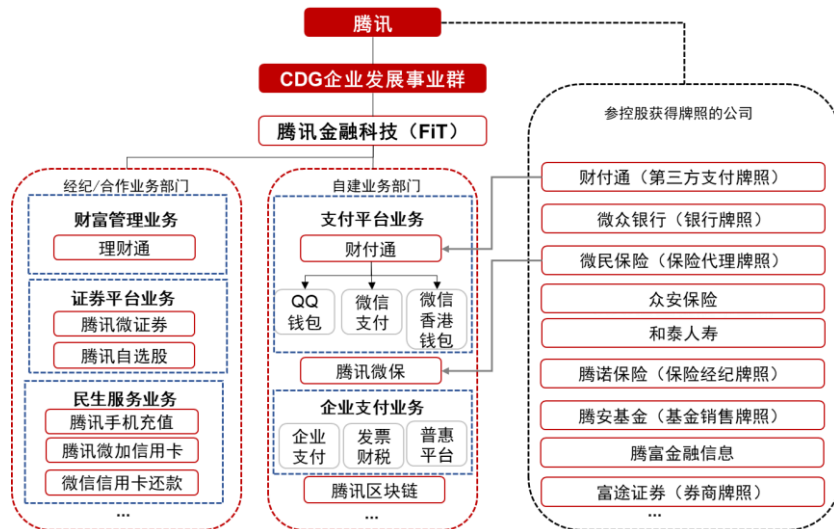 腾讯
CDG企业发展事业群
腾讯金融科技（FiT）
经纪/合作业务部门
财富管理业务
理财通
证券平台业务
腾讯微证券
腾讯自选股
民生服务业务
腾讯手机充值
腾讯微加信用卡
微信信用卡还款
...
自建业务部门
支付平台业务
财付通
QQ
钱包
微信
支付
微信
香港
钱包
腾讯微保
企业支付业务
企业
支付
发票
财税
普惠
平台
腾讯区块链
...
参控股获得牌照的公司
财付通（第三方支付牌照）
微众银行（银行牌照）
微民保险（保险代理牌照）
众安保险
和泰人寿
腾诺保险（保险经纪牌照）
腾安基金（基金销售牌照）
腾富金融信息
富途证券（券商牌照）
...